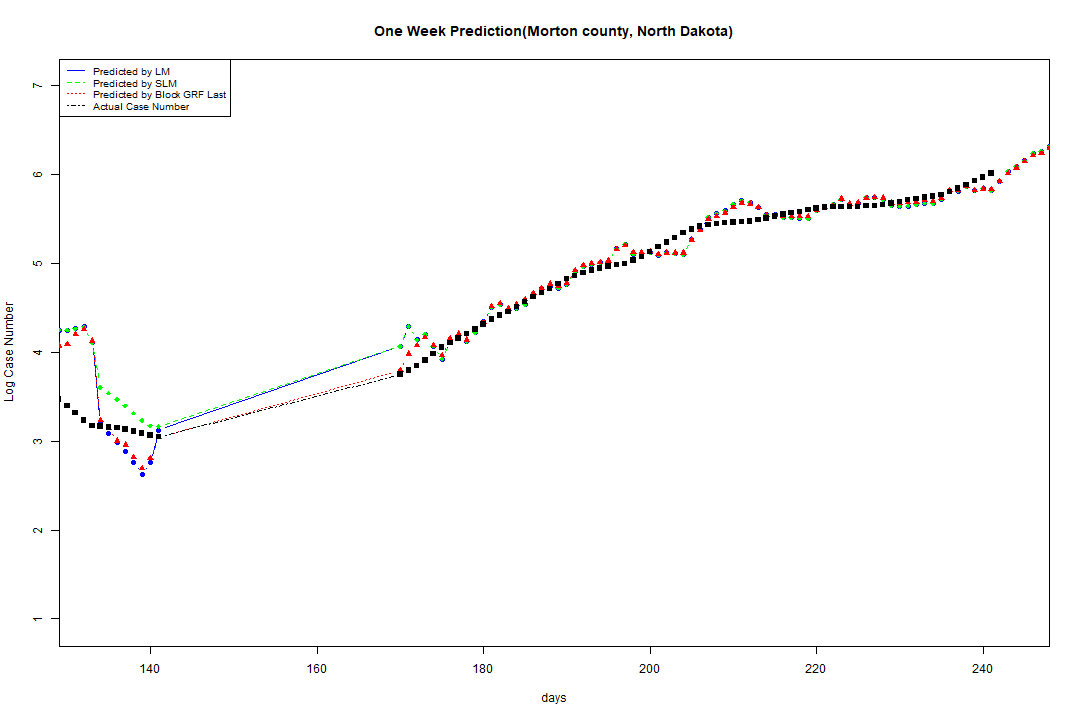 One Week Prediction(Morton county, North Dakota)
Predicted by LM
Predicted by SLM
Predicted by Block GRF Last
Actual Case Number
7
6
5
4
3
2
1
Log Case Number
140 160 180 200 220 240
days